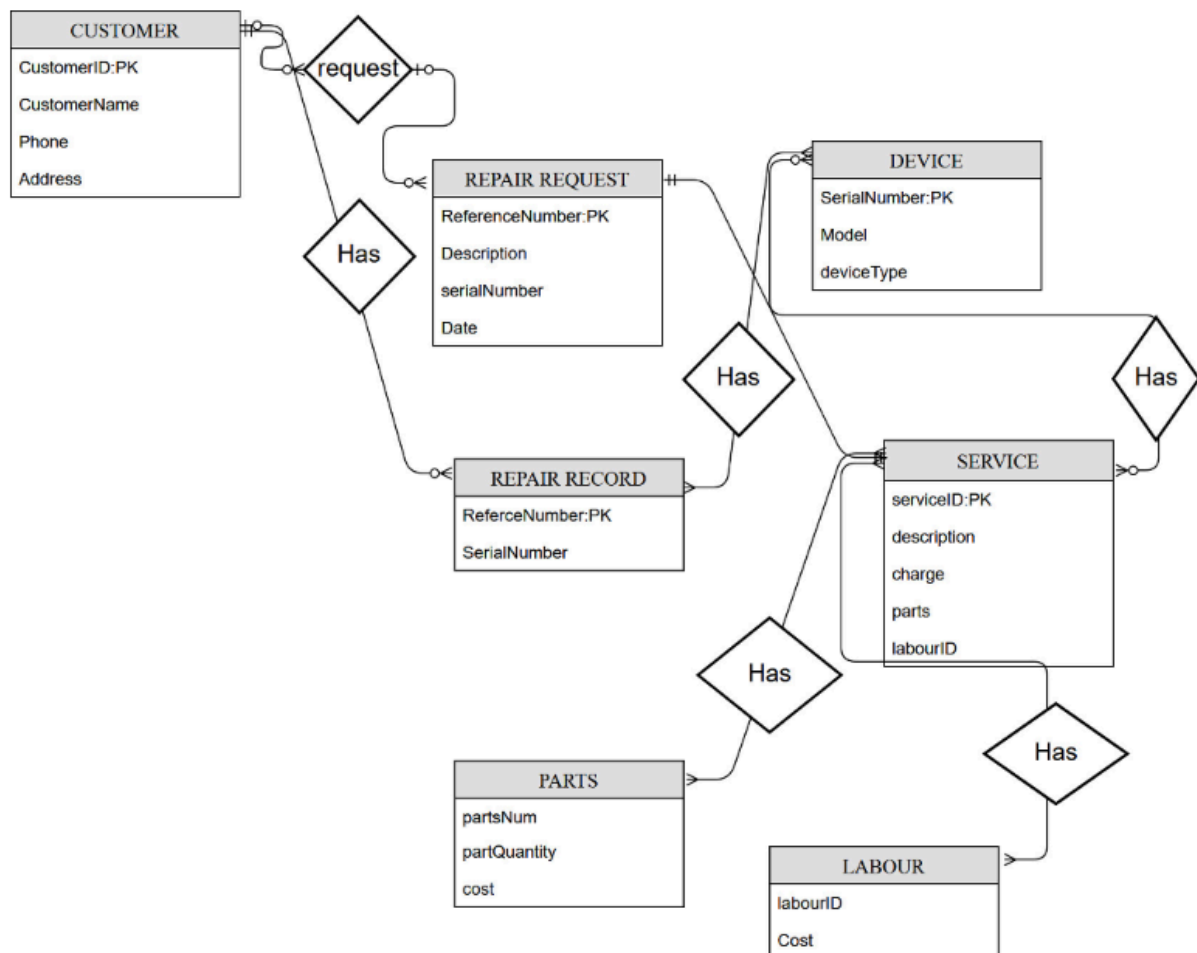 CUSTOMER
CustomerID:PK
CustomerName
Phone
Address
request
REPAIR REQUEST
ReferenceNumber:PK
Description
serialNumber
Date
DEVICE
SerialNumber:PK
Model
deviceType
Has
Has
Has
REPAIR RECORD
ReferceNumber:PK
SerialNumber
SERVICE
serviceID:PK
description
charge
parts
labourID
Has
Has
PARTS
partsNum
partQuantity
cost
LABOUR
labourID
Cost